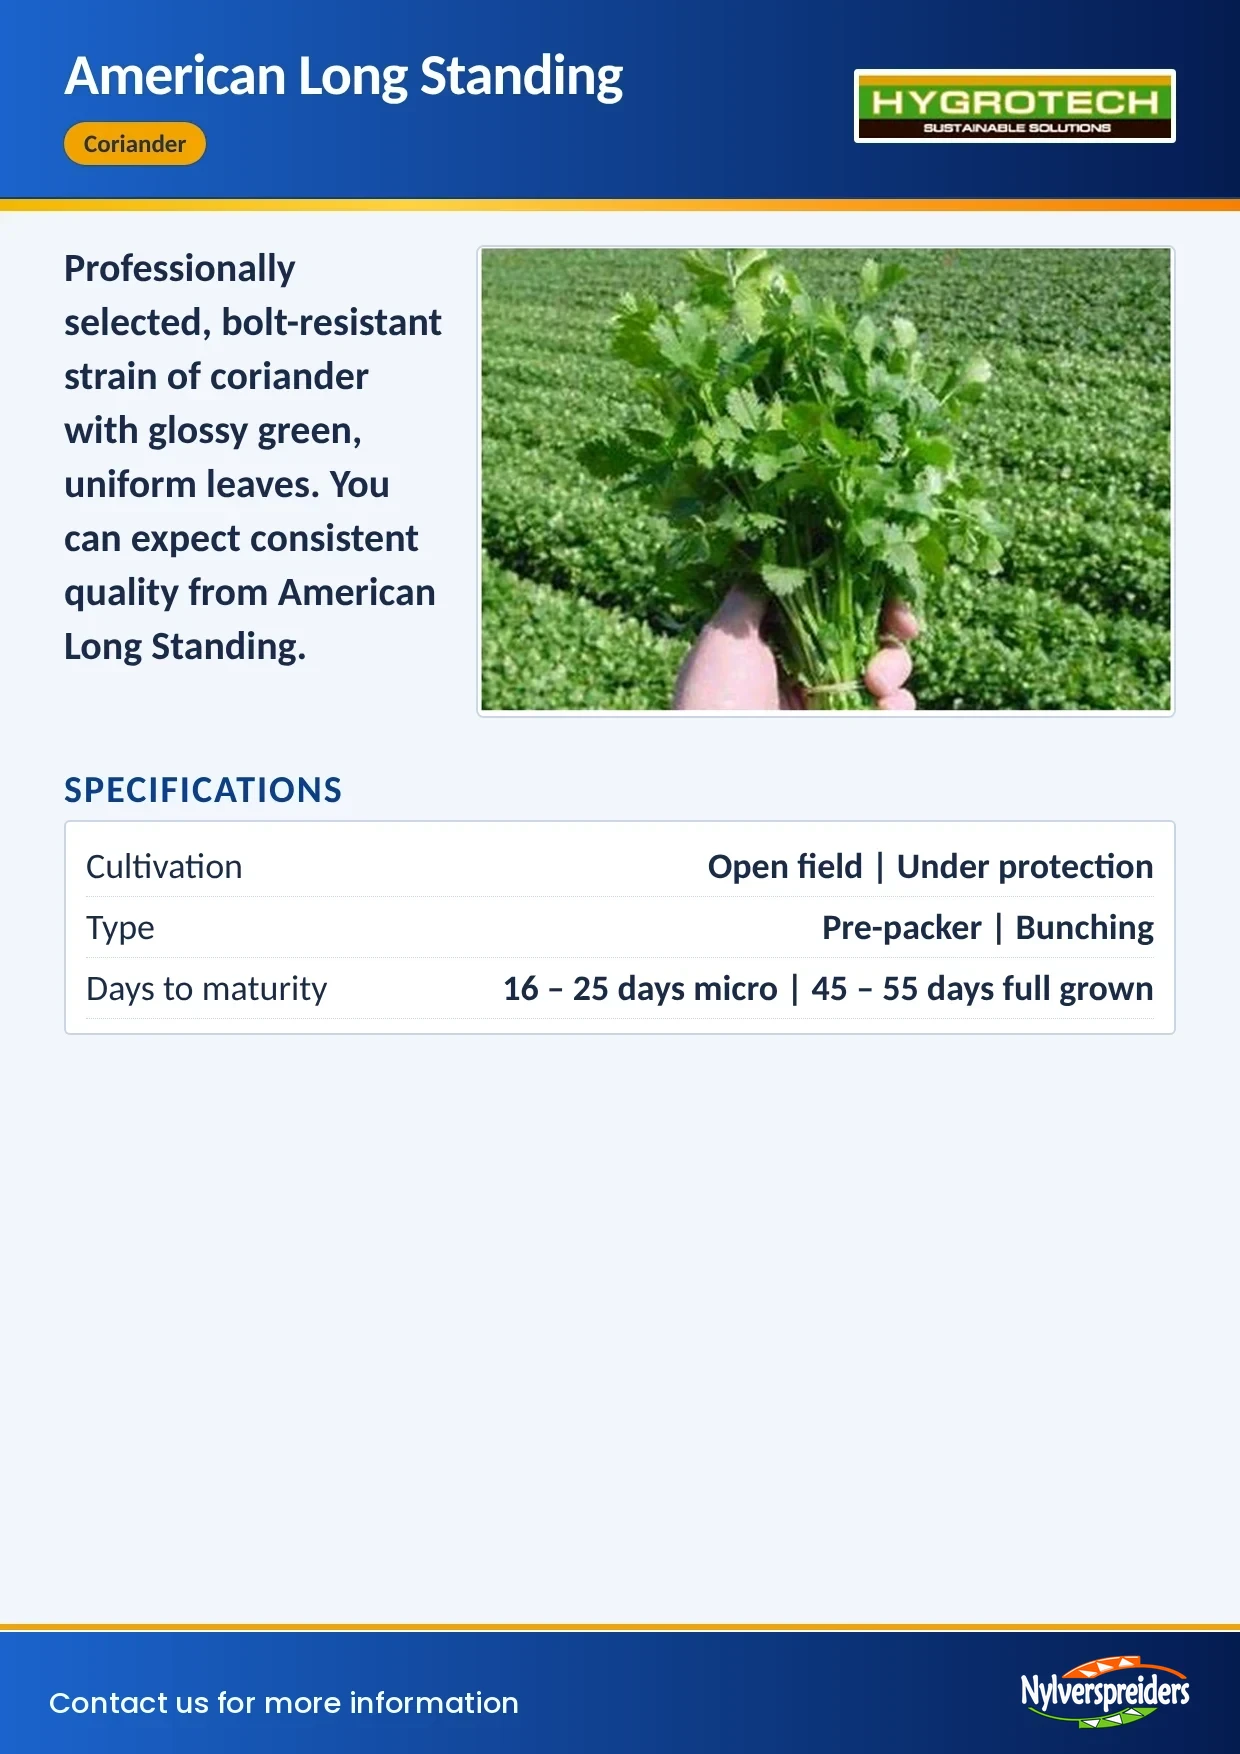 American Long Standing
Coriander
HYGROTECH
SUSTAINABLE SOLUTIONS
Professionally
selected, bolt-resistant
strain of coriander
with glossy green,
uniform leaves. You
can expect consistent
quality from American
Long Standing.
SPECIFICATIONS
Cultivation Open field | Under protection
Type Pre-packer | Bunching
Days to maturity 16 – 25 days micro | 45 – 55 days full grown
Contact us for more information
Nylverspreiders